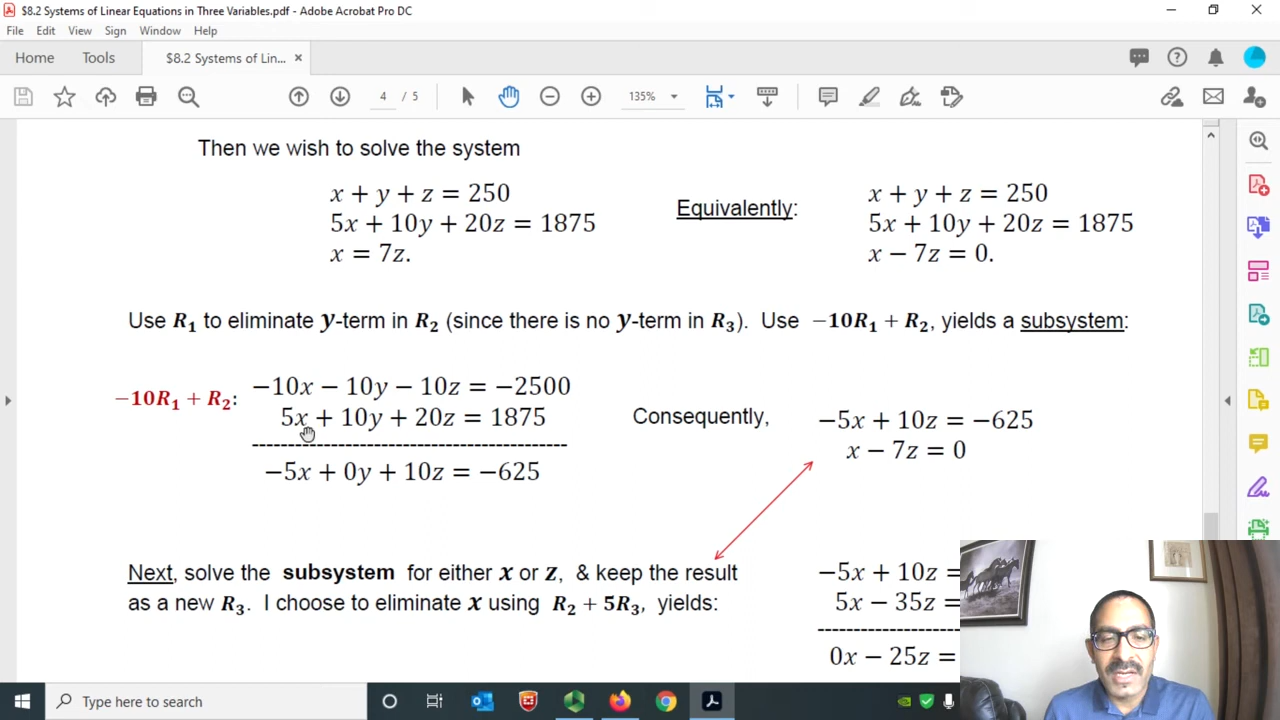 $8.2 Systems of Linear Equations in Three Variables.pdf - Adobe Acrobat Pro DC
File Edit View Sign Window Help
Home Tools $8.2 Systems of Lin... ×
4 / 5 135%
Then we wish to solve the system
x + y + z = 250
5x + 10y + 20z = 1875
x = 7z.
Equivalently:
x + y + z = 250
5x + 10y + 20z = 1875
x − 7z = 0.
Use R₁ to eliminate y-term in R₂ (since there is no y-term in R₃). Use −10R₁ + R₂, yields a subsystem:
−10R₁ + R₂:
−10x − 10y − 10z = −2500
5x + 10y + 20z = 1875
-----------------------------------------
−5x + 0y + 10z = −625
Consequently,
−5x + 10z = −625
x − 7z = 0
Next, solve the subsystem for either x or z, & keep the result
as a new R₃. I choose to eliminate x using R₂ + 5R₃, yields:
−5x + 10z =
5x − 35z =
--------------------
0x − 25z =
Type here to search